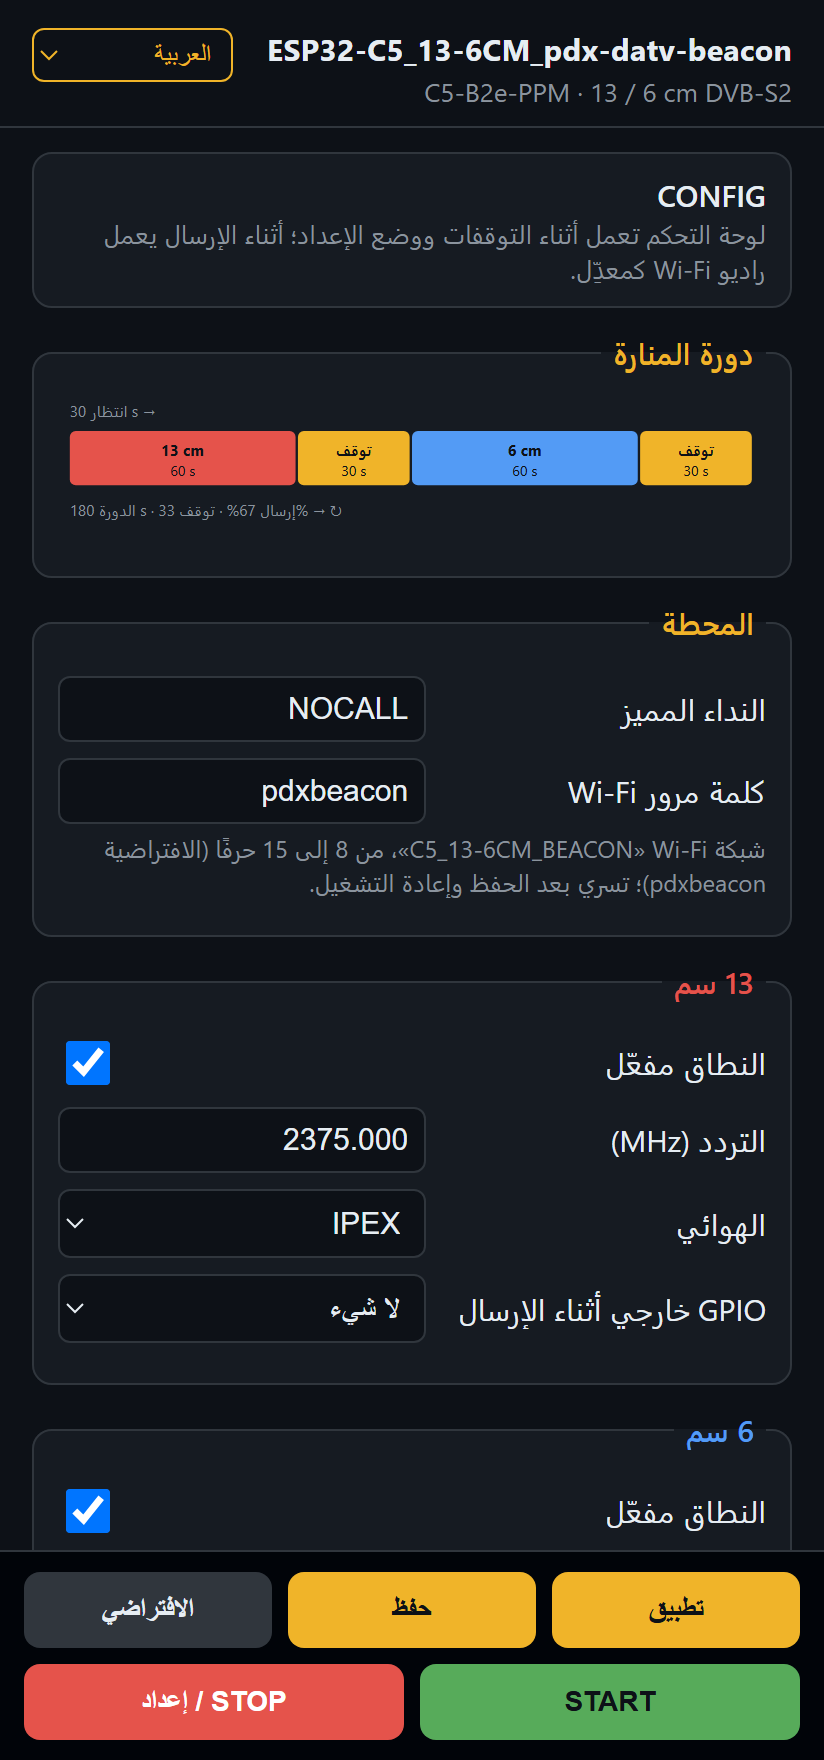 ESP32-C5_13-6CM_pdx-datv-beacon
العربية
C5-B2e-PPM · 13 / 6 cm DVB-S2
CONFIG
لوحة التحكم تعمل أثناء التوقفات ووضع الإعداد؛ أثناء الإرسال يعمل
راديو Wi-Fi كمعدِّل.
دورة المنارة
انتظار 30 s →
13 cm
60 s
توقف
30 s
6 cm
60 s
توقف
30 s
الدورة 180 s · إرسال 67% · توقف 33% → ↻
المحطة
النداء المميز
NOCALL
كلمة مرور Wi-Fi
pdxbeacon
شبكة Wi-Fi «C5_13-6CM_BEACON»، من 8 إلى 15 حرفًا (الافتراضية
pdxbeacon)؛ تسري بعد الحفظ وإعادة التشغيل.
13 سم
النطاق مفعّل
التردد (MHz)
2375.000
الهوائي
IPEX
GPIO خارجي أثناء الإرسال
لا شيء
6 سم
النطاق مفعّل
تطبيق
حفظ
الافتراضي
START
STOP / إعداد